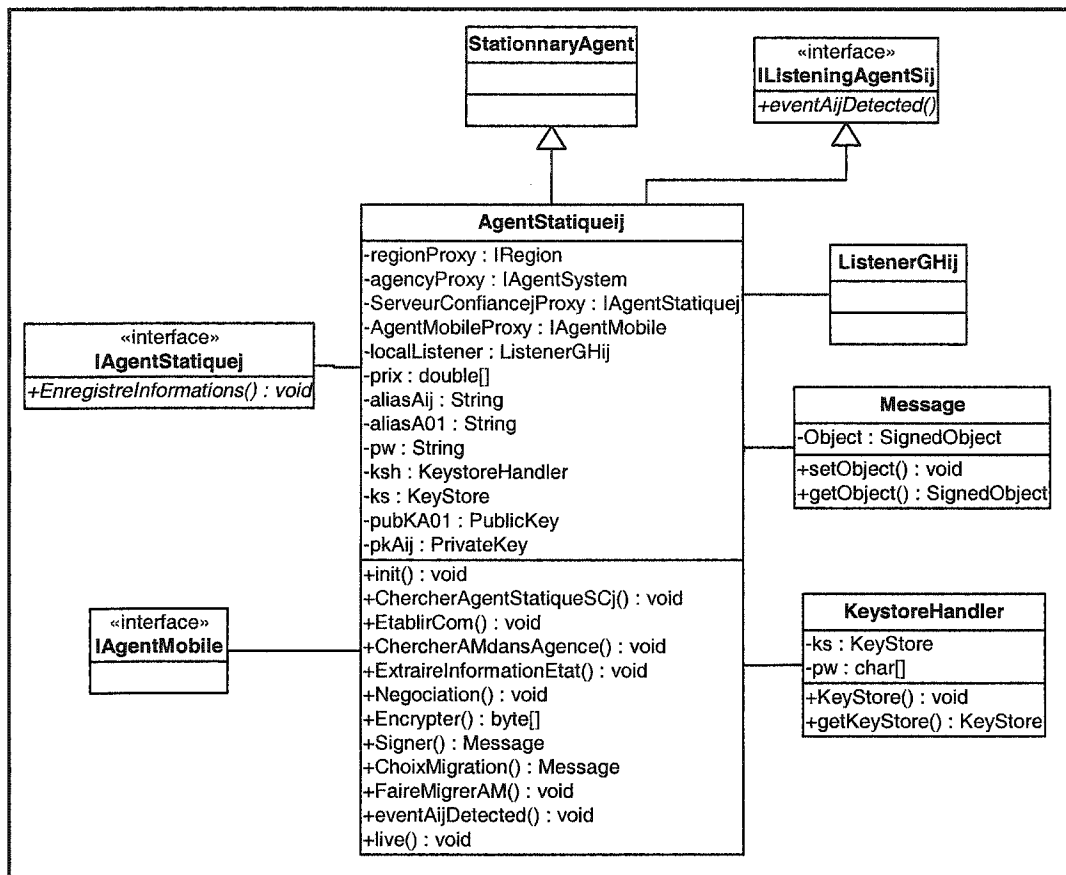 StationnaryAgent
«interface»
IListeningAgentSij
+eventAijDetected()
AgentStatiqueij
-regionProxy : IRegion
-agencyProxy : IAgentSystem
-ServeurConfiancejProxy : IAgentStatiquej
-AgentMobileProxy : IAgentMobile
-localListener : ListenerGHij
-prix : double[]
-aliasAij : String
-aliasA01 : String
-pw : String
-ksh : KeystoreHandler
-ks : KeyStore
-pubKA01 : PublicKey
-pkAij : PrivateKey
+init() : void
+ChercherAgentStatiqueSCj() : void
+EtablirCom() : void
+ChercherAMdansAgence() : void
+ExtraireInformationEtat() : void
+Negociation() : void
+Encrypter() : byte[]
+Signer() : Message
+ChoixMigration() : Message
+FaireMigrerAM() : void
+eventAijDetected() : void
+live() : void
«interface»
IAgentStatiquej
+EnregistreInformations() : void
«interface»
IAgentMobile
ListenerGHij
Message
-Object : SignedObject
+setObject() : void
+getObject() : SignedObject
KeystoreHandler
-ks : KeyStore
-pw : char[]
+KeyStore() : void
+getKeyStore() : KeyStore